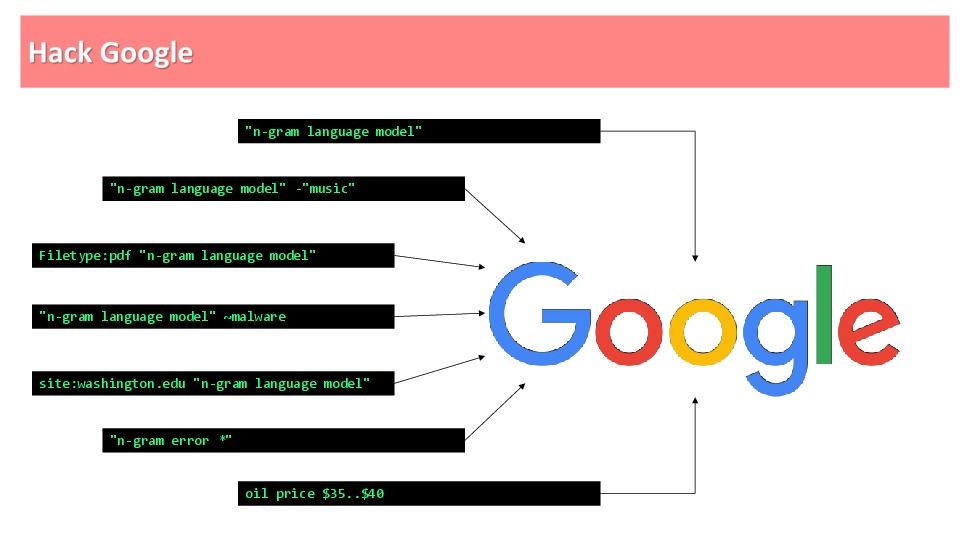 Hack Google
"n-gram language model"
"n-gram language model" -"music"
Filetype:pdf "n-gram language model"
"n-gram language model" ~malware
site:washington.edu "n-gram language model"
"n-gram error *"
oil price $35..$40
Google